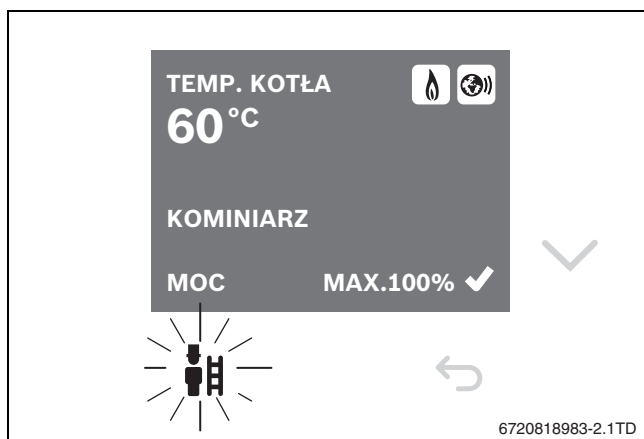 TEMP. KOTŁA
60°C
KOMINIARZ
MOC MAX.100%
6720818983-2.1TD